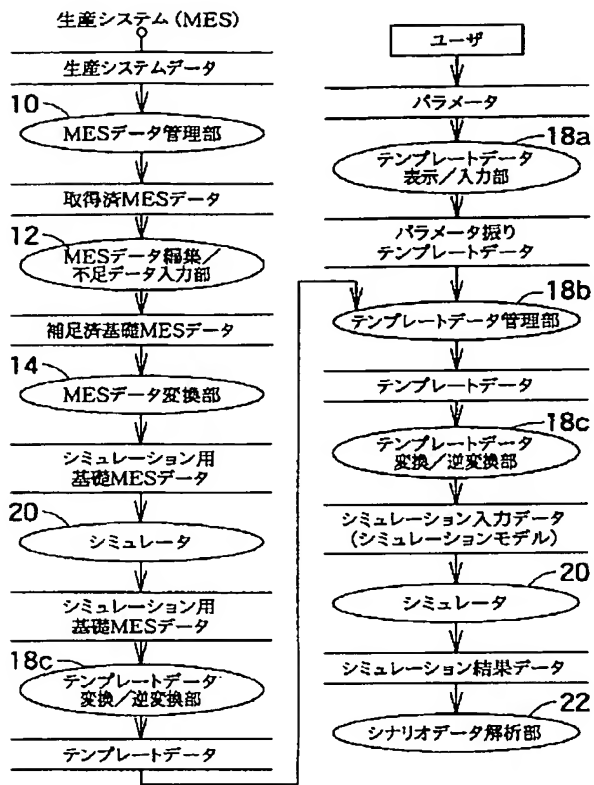 生産システム(MES)
生産システムデータ
10
MESデータ管理部
取得済MESデータ
12
MESデータ編集/
不足データ入力部
補足済基礎MESデータ
14
MESデータ変換部
シミュレーション用
基礎MESデータ
20
シミュレータ
シミュレーション用
基礎MESデータ
18c
テンプレートデータ
変換/逆変換部
テンプレートデータ
ユーザ
パラメータ
18a
テンプレートデータ
表示/入力部
パラメータ振り
テンプレートデータ
18b
テンプレートデータ管理部
テンプレートデータ
18c
テンプレートデータ
変換/逆変換部
シミュレーション入力データ
(シミュレーションモデル)
20
シミュレータ
シミュレーション結果データ
22
シナリオデータ解析部